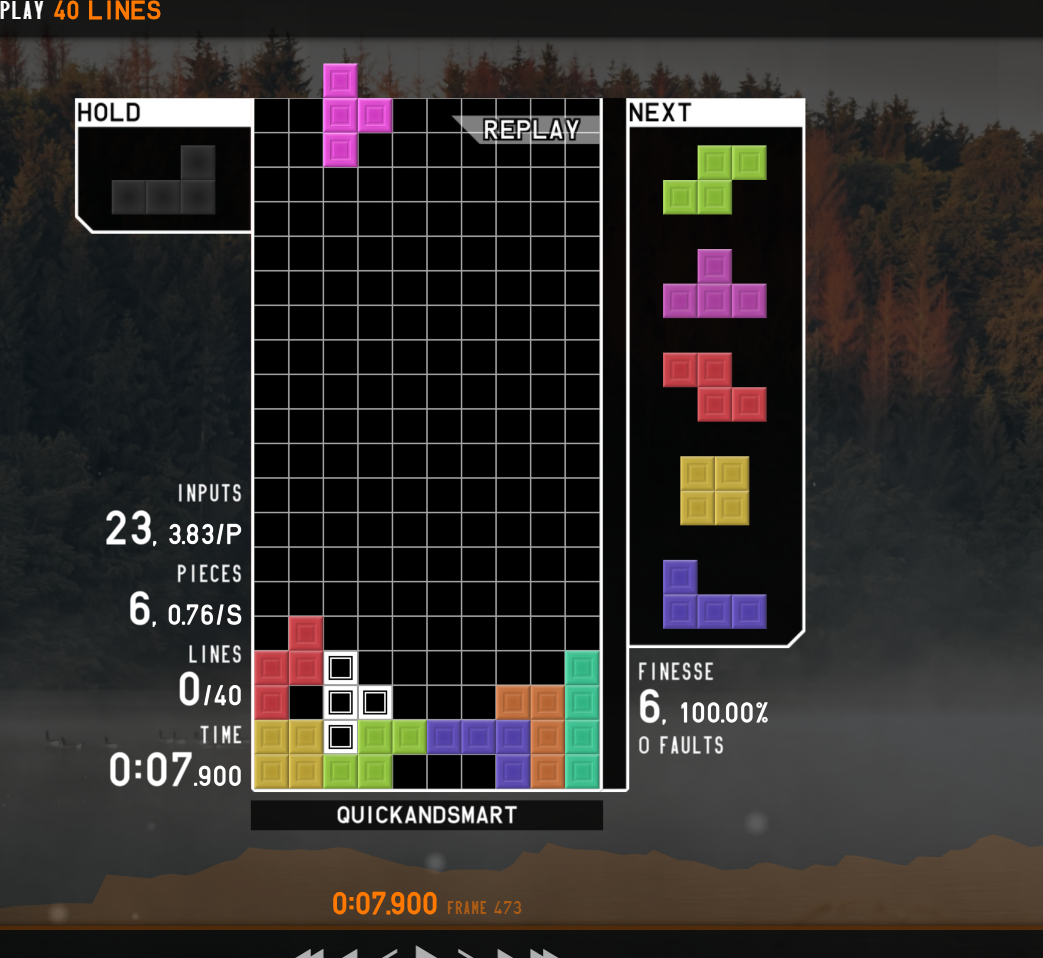 PLAY 40 LINES
HOLD
REPLAY
NEXT
INPUTS
23, 3.83/P
PIECES
6, 0.76/S
LINES
0/40
TIME
0:07.900
FINESSE
6, 100.00%
0 FAULTS
QUICKANDSMART
0:07.900 FRAME 473